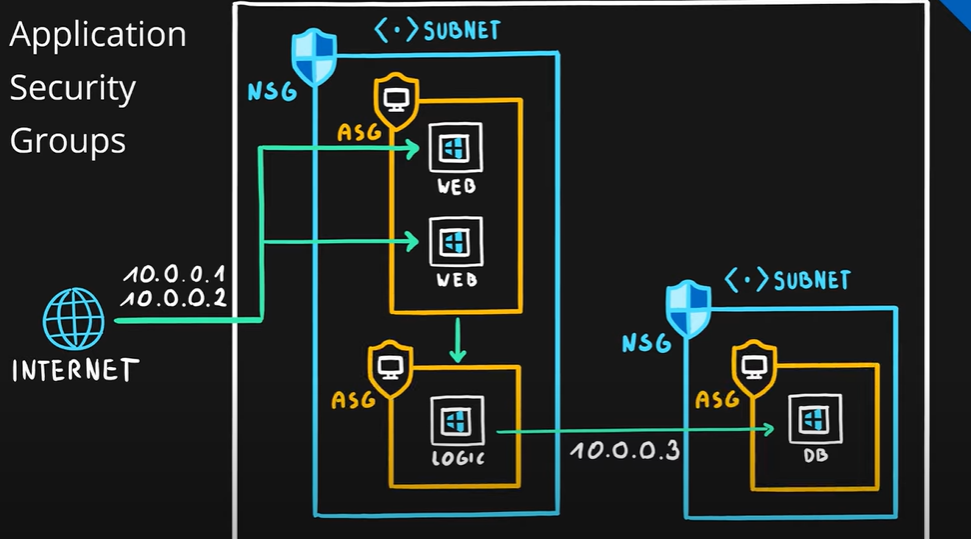 Application
Security
Groups
<·> SUBNET
NSG
ASG
WEB
WEB
10.0.0.1
10.0.0.2
INTERNET
ASG
LOGIC
10.0.0.3
<·> SUBNET
NSG
ASG
DB